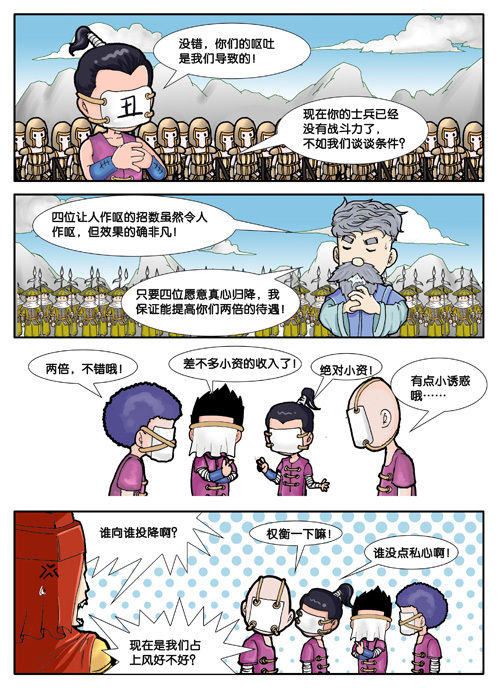 没错，你们的呕吐
是我们导致的！
丑
现在你的士兵已经
没有战斗力了，
不如我们谈谈条件？
四位让人作呕的招数虽然令人
作呕，但效果的确非凡！
只要四位愿意真心归降，我
保证能提高你们两倍的待遇！
两倍，不错哦！
差不多小资的收入了！
绝对小资！
有点小诱惑
哦……
谁向谁投降啊？
权衡一下嘛！
谁没点私心啊！
现在是我们占
上风好不好？